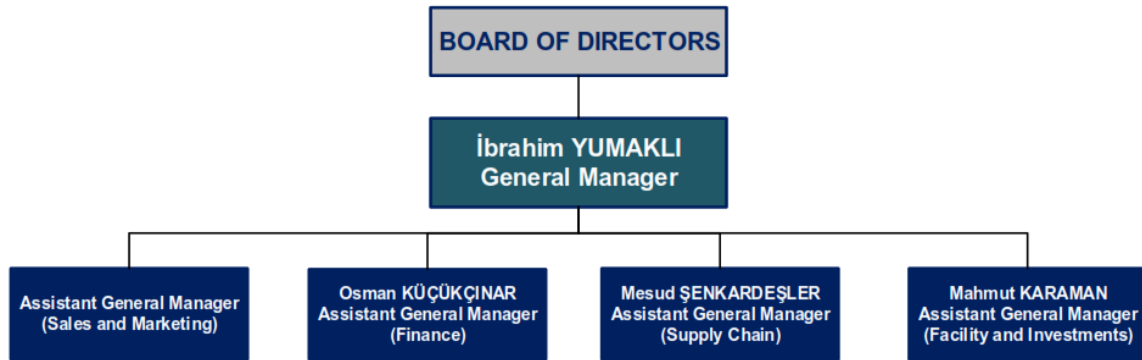 BOARD OF DIRECTORS
İbrahim YUMAKLI
General Manager
Assistant General Manager
(Sales and Marketing)
Osman KÜÇÜKÇINAR
Assistant General Manager
(Finance)
Mesud ŞENKARDEŞLER
Assistant General Manager
(Supply Chain)
Mahmut KARAMAN
Assistant General Manager
(Facility and Investments)